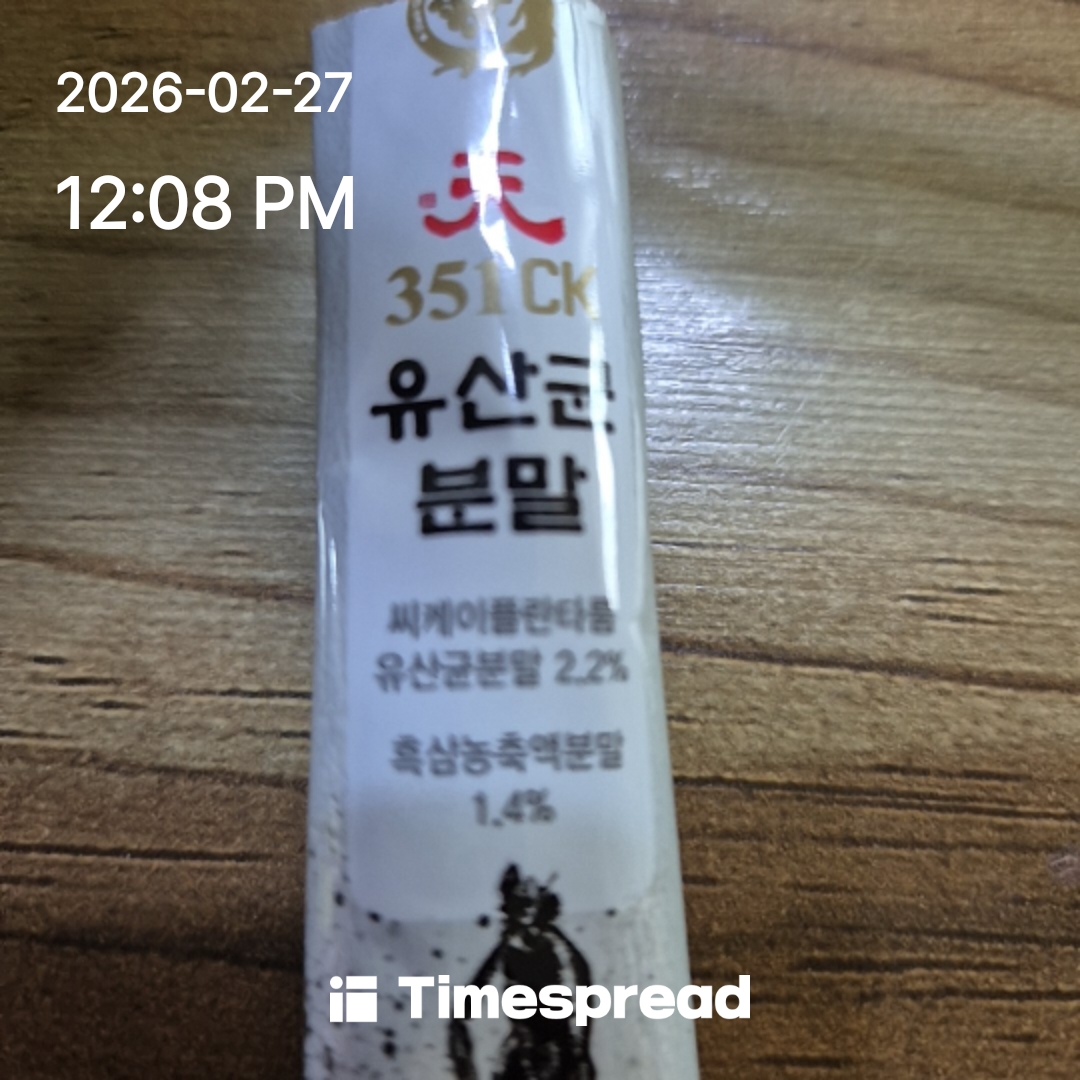 2026-02-27
12:08 PM
天
351 CK
유산균
분말
씨케이플란타룸
유산균분말 2.2%
흑삼농축액분말
1.4%
Timespread